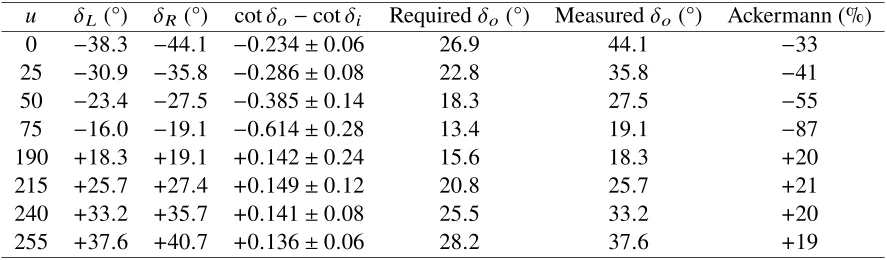 u δL (°) δR (°) cot δo − cot δi Required δo (°) Measured δo (°) Ackermann (%)
0 −38.3 −44.1 −0.234 ± 0.06 26.9 44.1 −33
25 −30.9 −35.8 −0.286 ± 0.08 22.8 35.8 −41
50 −23.4 −27.5 −0.385 ± 0.14 18.3 27.5 −55
75 −16.0 −19.1 −0.614 ± 0.28 13.4 19.1 −87
190 +18.3 +19.1 +0.142 ± 0.24 15.6 18.3 +20
215 +25.7 +27.4 +0.149 ± 0.12 20.8 25.7 +21
240 +33.2 +35.7 +0.141 ± 0.08 25.5 33.2 +20
255 +37.6 +40.7 +0.136 ± 0.06 28.2 37.6 +19